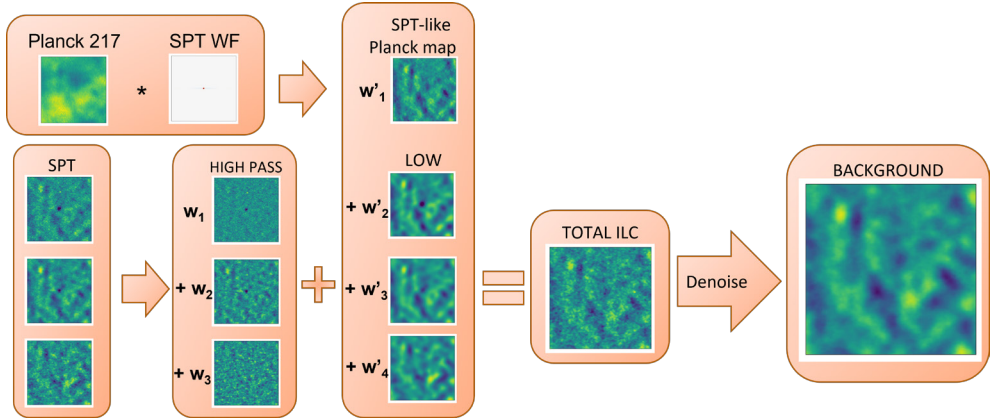 Planck 217
SPT WF
*
SPT-like
Planck map
w'₁
SPT
HIGH PASS
w₁
+ w₂
+ w₃
LOW
+ w'₂
+ w'₃
+ w'₄
TOTAL ILC
Denoise
BACKGROUND